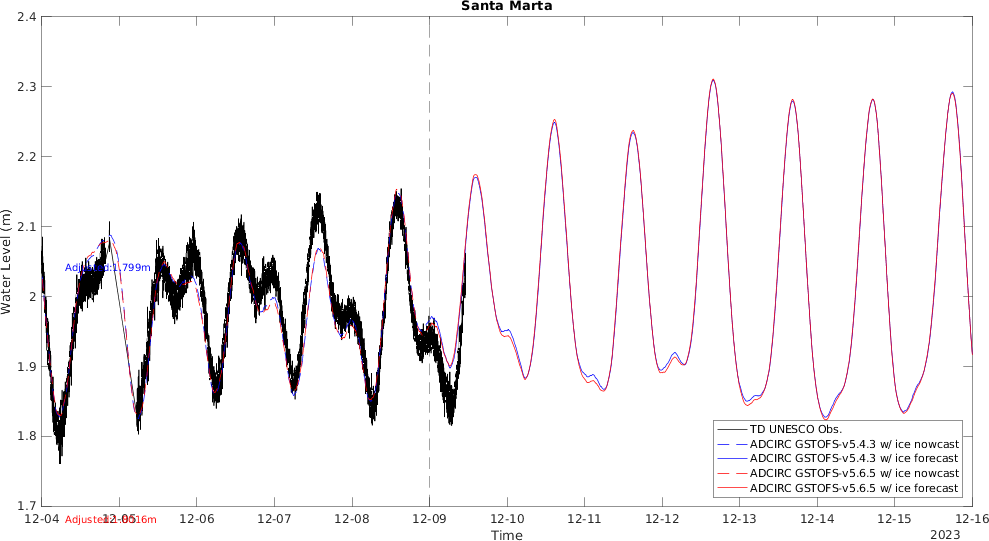 Santa Marta
2.4
2.3
2.2
2.1
2
1.9
1.8
1.7
Water Level (m)
Adjusted:1.799m
TD UNESCO Obs.
ADCIRC GSTOFS-v5.4.3 w/ ice nowcast
ADCIRC GSTOFS-v5.4.3 w/ ice forecast
ADCIRC GSTOFS-v5.6.5 w/ ice nowcast
ADCIRC GSTOFS-v5.6.5 w/ ice forecast
12-04 12-05 12-06 12-07 12-08 12-09 12-10 12-11 12-12 12-13 12-14 12-15 12-16
Time
2023